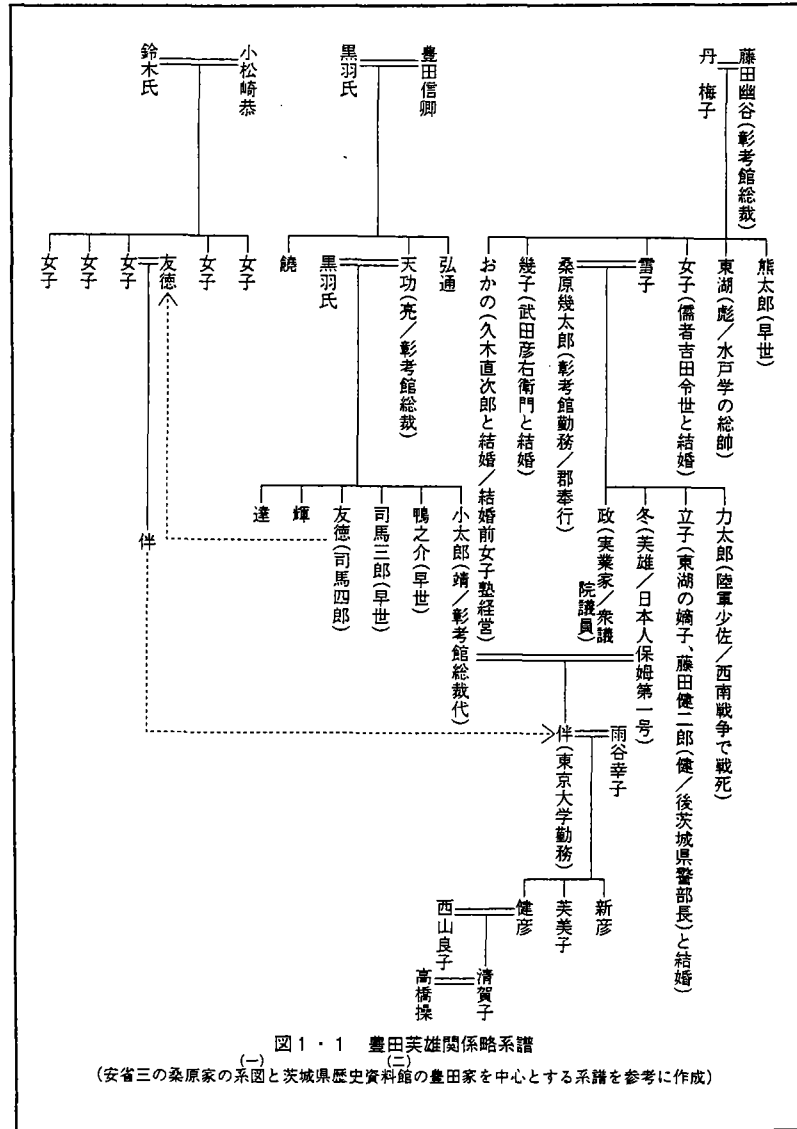 藤田幽谷(彰考館総裁)
丹 梅子
豊田信卿
黒羽氏
小松崎恭
鈴木氏
熊太郎(早世)
東湖(彪/水戸学の総帥)
女子(儒者吉田令世と結婚)
雪子
桑原幾太郎(彰考館勤務/郡奉行)
幾子(武田彦右衛門と結婚)
おかの(久木直次郎と結婚/結婚前女子塾経営)
弘通
天功(亮/彰考館総裁)
黒羽氏
饒
女子
女子
友徳
女子
女子
女子
力太郎(陸軍少佐/西南戦争で戦死)
立子(東湖の嫡子、藤田健二郎(健/後茨城県警部長)と結婚)
冬(芙雄/日本人保姆第一号)
政(実業家/衆議
院議員)
小太郎(靖/彰考館総裁代)
鴨之介(早世)
司馬三郎(早世)
友徳(司馬四郎)
輝
達
伴
雨谷幸子
伴(東京大学勤務)
新彦
芙美子
健彦
西山良子
清賀子
高橋操
図1・1 豊田芙雄関係略系譜
(一) (二)
(安省三の桑原家の系図と茨城県歴史資料館の豊田家を中心とする系譜を参考に作成)